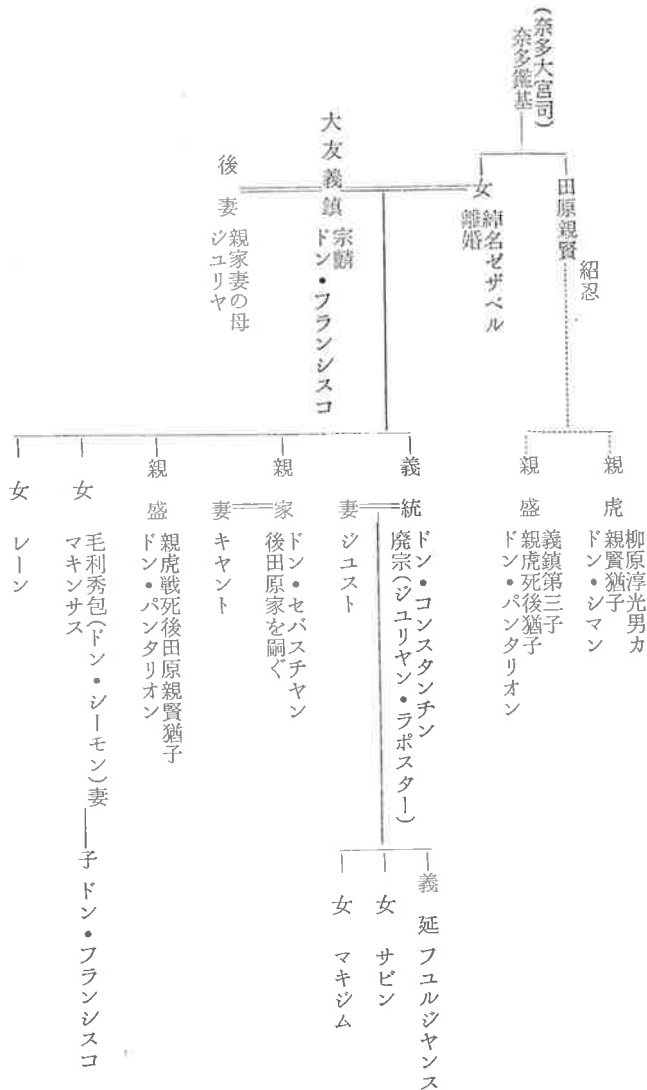 (奈多大宮司)
奈多鑑基
田原親賢
紹忍
女
綽名ゼザベル
離婚
大友義鎮
宗麟
ドン・フランシスコ
後妻
親家妻の母
ジユリヤ
親虎
柳原淳光男カ
親賢猶子
ドン・シマン
親盛
義鎮第三子
親虎死後猶子
ドン・パンタリオン
義統
ドン・コンスタンチン
廃宗(ジユリヤン・ラポスター)
妻 ジユスト
親家
ドン・セバスチヤン
後田原家を嗣ぐ
妻 キヤント
親盛
親虎戦死後田原親賢猶子
ドン・パンタリオン
女
毛利秀包(ドン・シーモン)妻
マキンサス
子 ドン・フランシスコ
女 レーン
義延 フユルジヤンス
女 サビン
女 マキジム